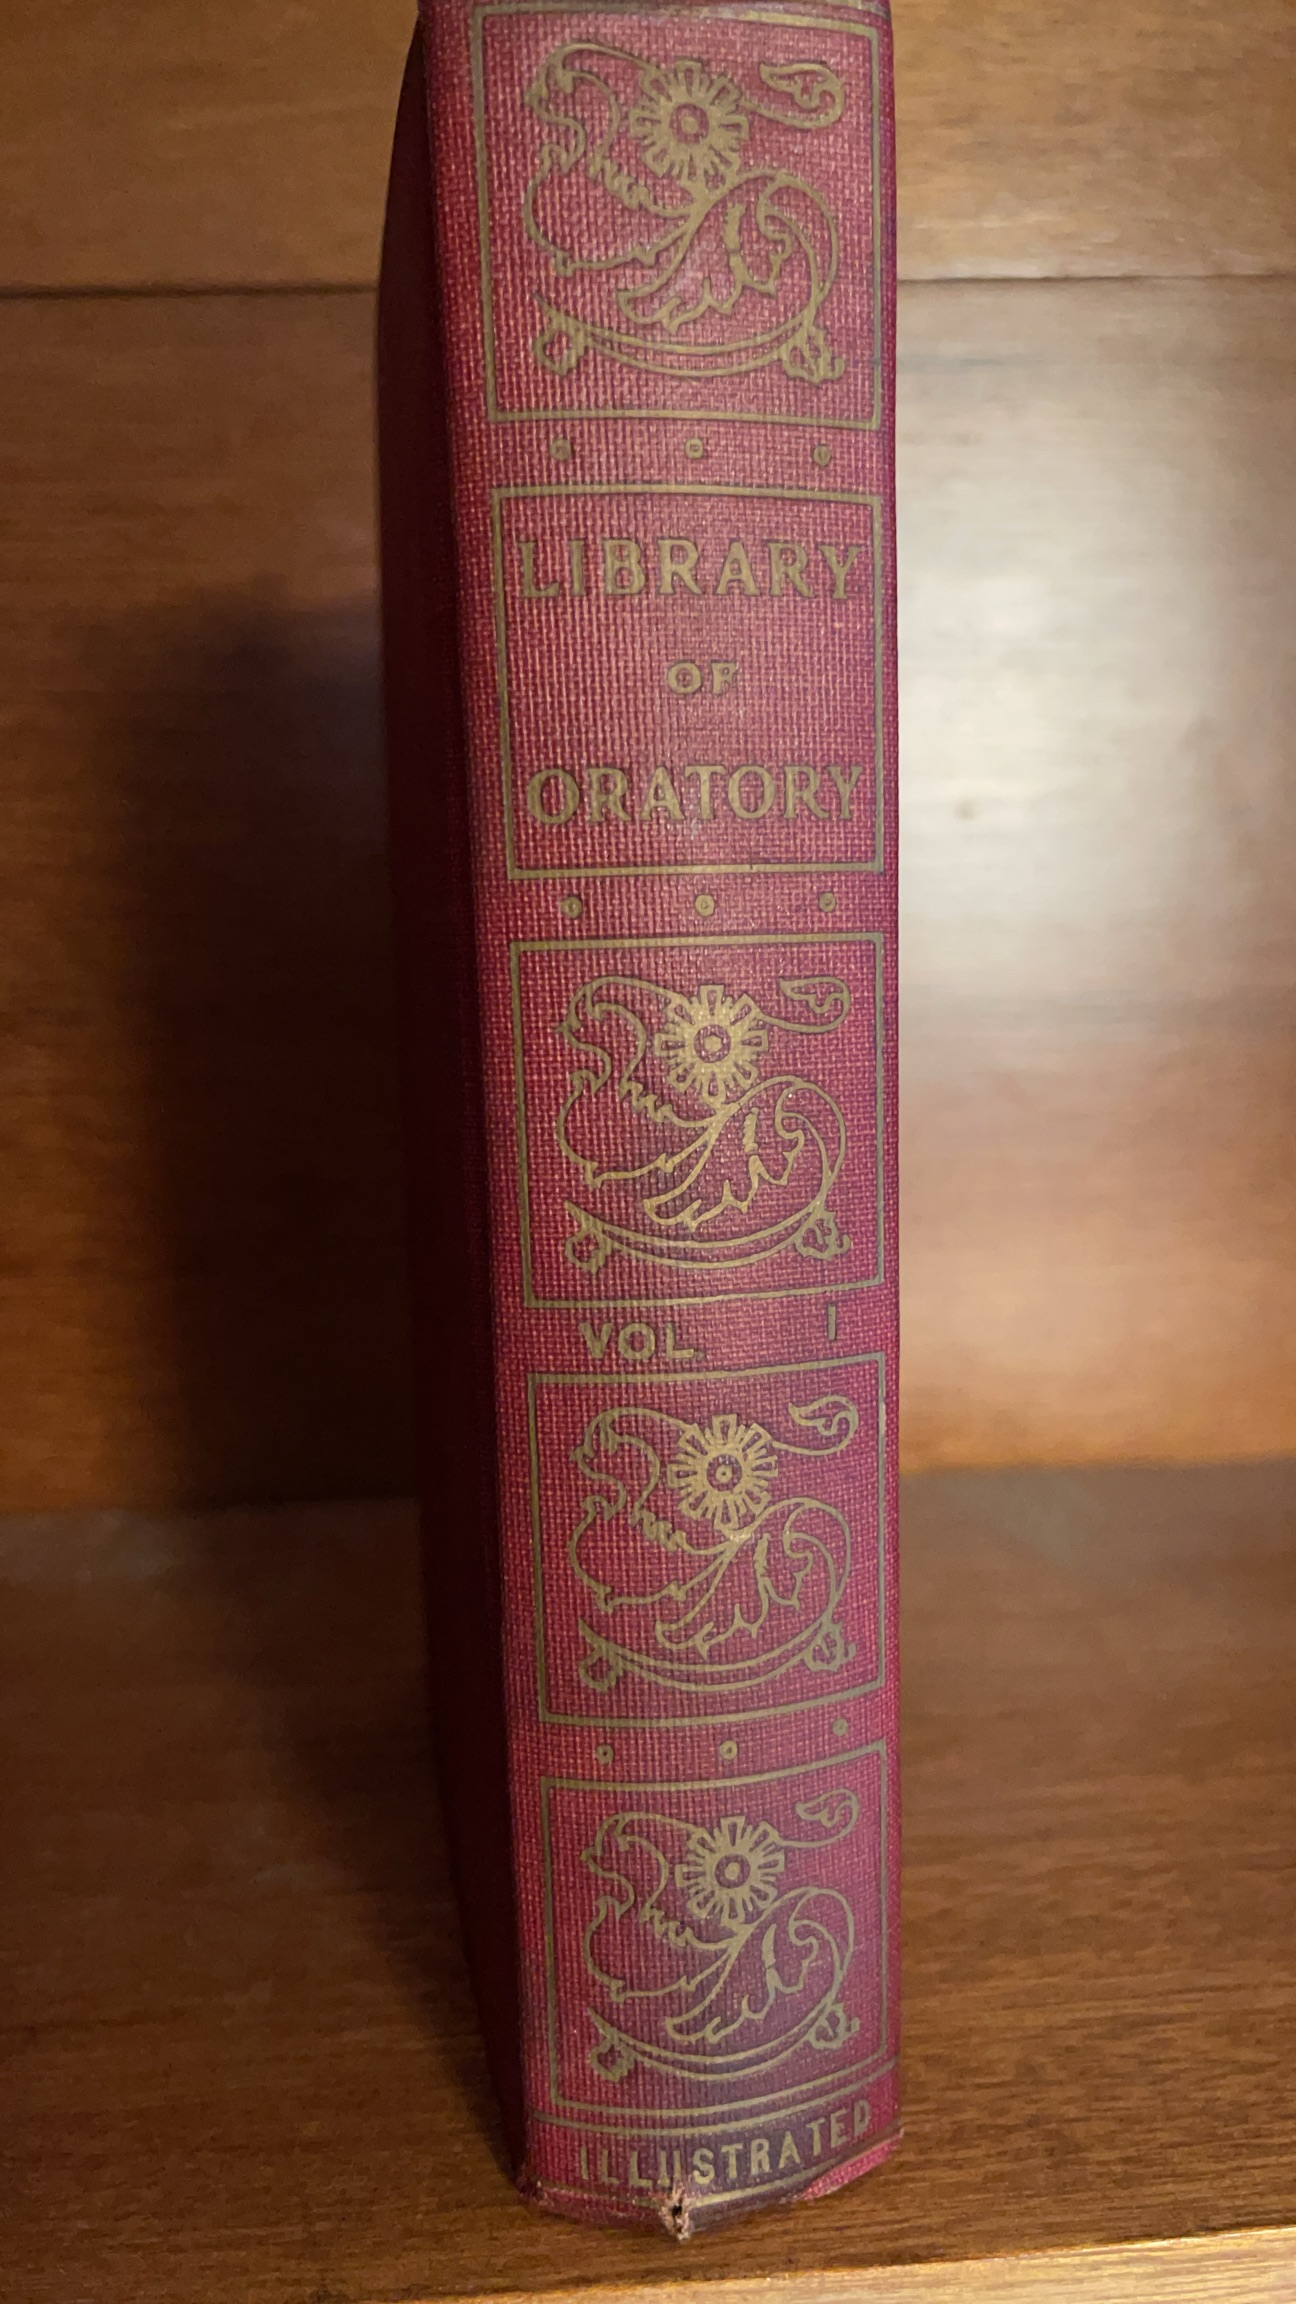 LIBRARY
OF
ORATORY
VOL. I
ILLUSTRATED